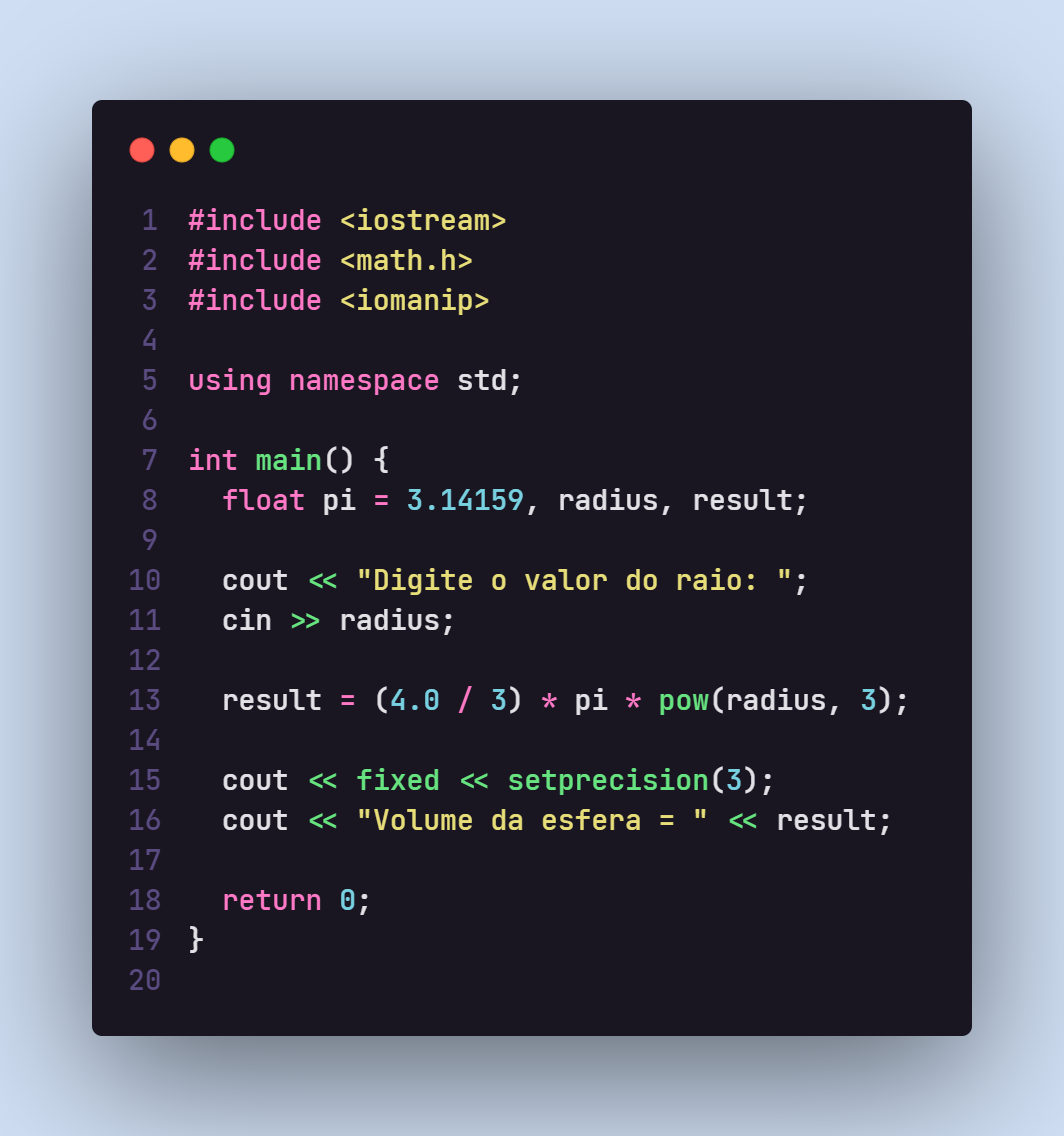 1 #include <iostream>
2 #include <math.h>
3 #include <iomanip>
4
5 using namespace std;
6
7 int main() {
8   float pi = 3.14159, radius, result;
9
10   cout << "Digite o valor do raio: ";
11   cin >> radius;
12
13   result = (4.0 / 3) * pi * pow(radius, 3);
14
15   cout << fixed << setprecision(3);
16   cout << "Volume da esfera = " << result;
17
18   return 0;
19 }
20